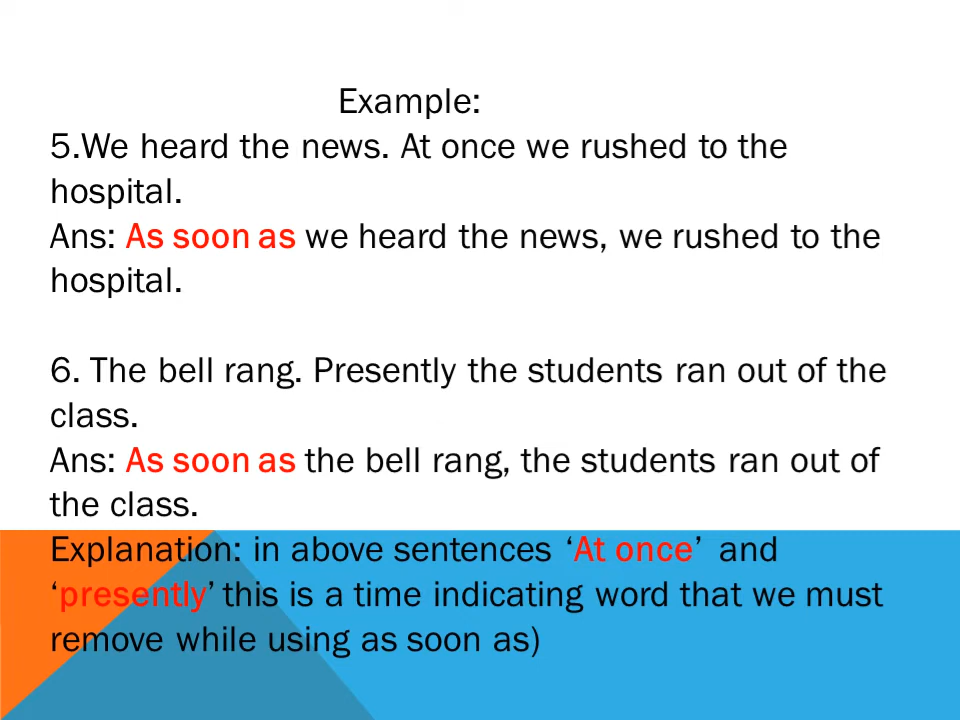 Example:
5.We heard the news. At once we rushed to the
hospital.
Ans: As soon as we heard the news, we rushed to the
hospital.
6. The bell rang. Presently the students ran out of the
class.
Ans: As soon as the bell rang, the students ran out of
the class.
Explanation: in above sentences ‘At once’ and
‘presently’ this is a time indicating word that we must
remove while using as soon as)